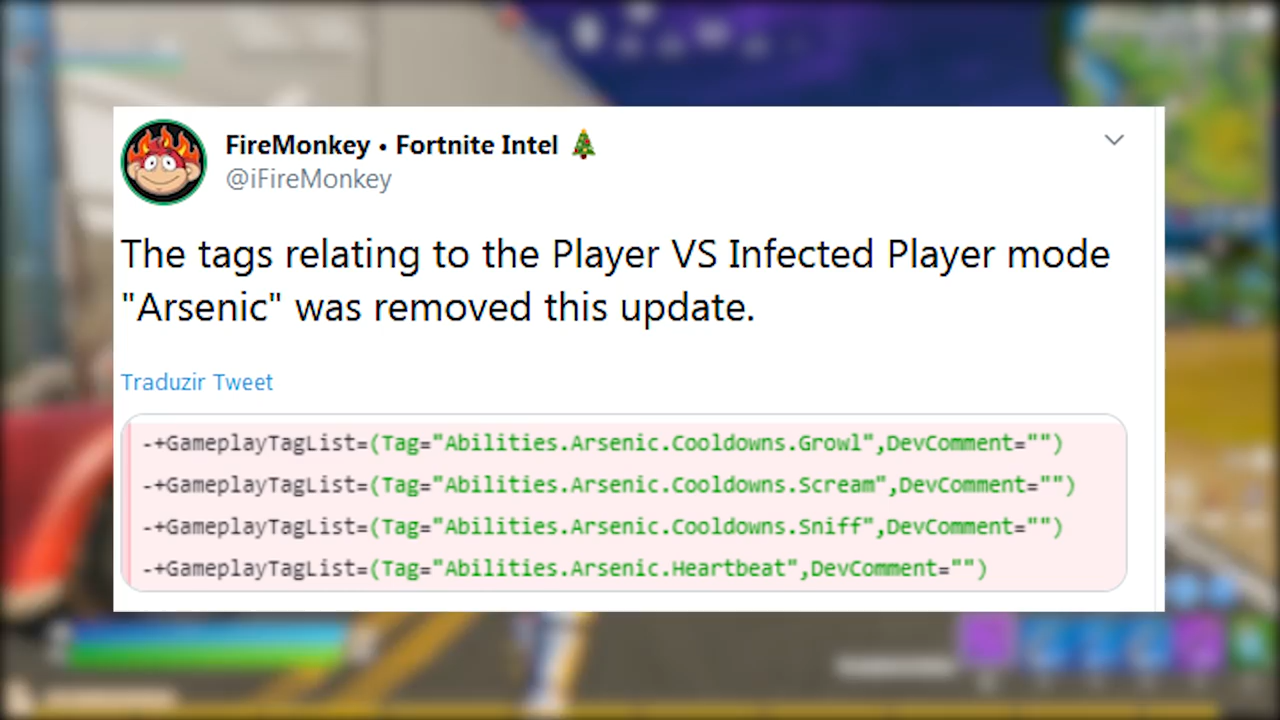 FireMonkey • Fortnite Intel 🎄
@iFireMonkey
The tags relating to the Player VS Infected Player mode
"Arsenic" was removed this update.
Traduzir Tweet
-+GameplayTagList=(Tag="Abilities.Arsenic.Cooldowns.Growl",DevComment="")
-+GameplayTagList=(Tag="Abilities.Arsenic.Cooldowns.Scream",DevComment="")
-+GameplayTagList=(Tag="Abilities.Arsenic.Cooldowns.Sniff",DevComment="")
-+GameplayTagList=(Tag="Abilities.Arsenic.Heartbeat",DevComment="")